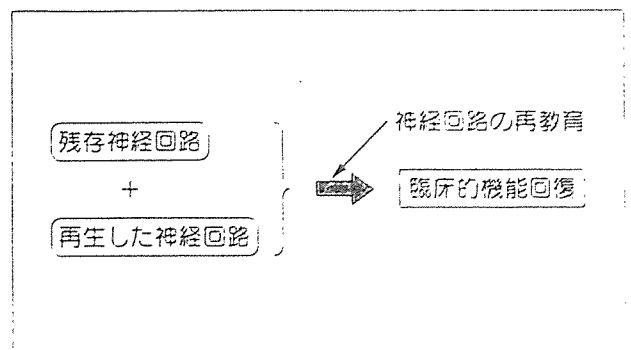 残存神経回路
+
再生した神経回路
神経回路の再教育
臨床的機能回復